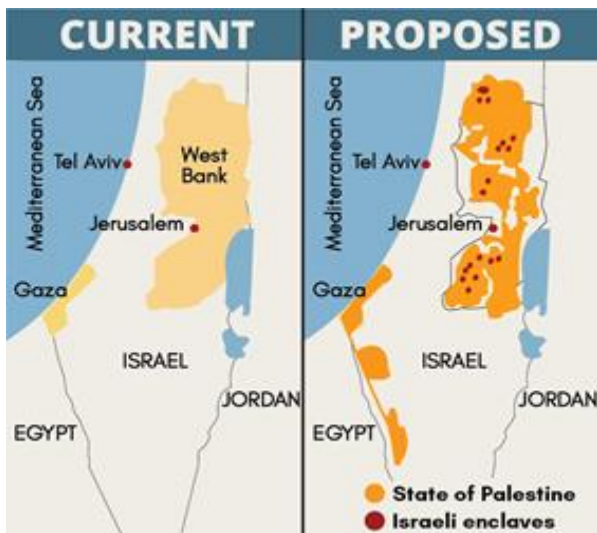 CURRENT
Mediterranean Sea
Tel Aviv
West
Bank
Jerusalem
Gaza
ISRAEL
JORDAN
EGYPT
PROPOSED
Mediterranean Sea
Tel Aviv
Jerusalem
Gaza
ISRAEL
JORDAN
EGYPT
State of Palestine
Israeli enclaves